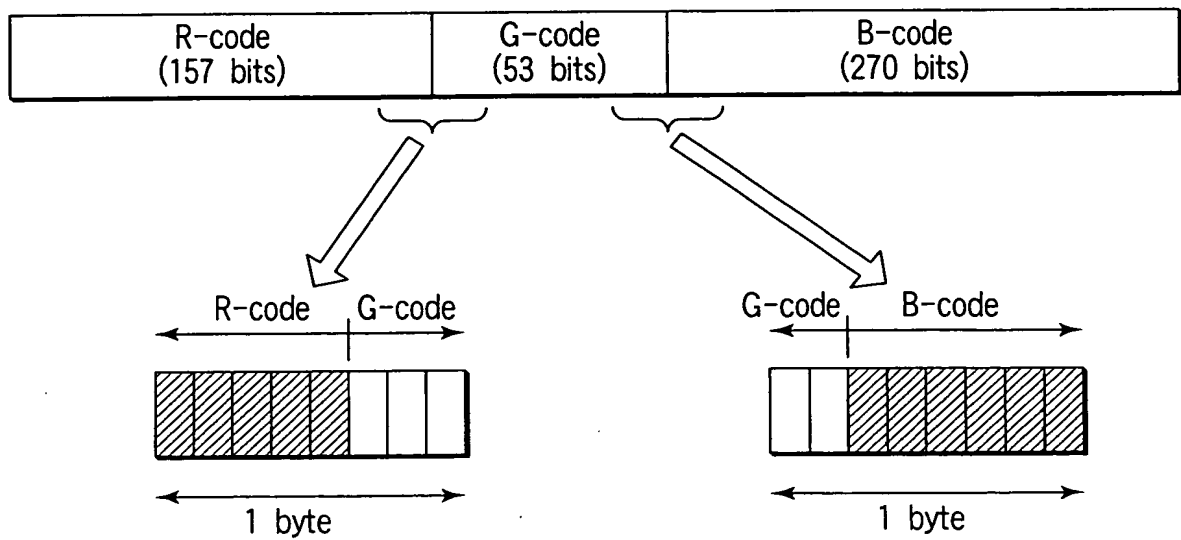 R-code
(157 bits)
G-code
(53 bits)
B-code
(270 bits)
R-code
G-code
1 byte
G-code
B-code
1 byte